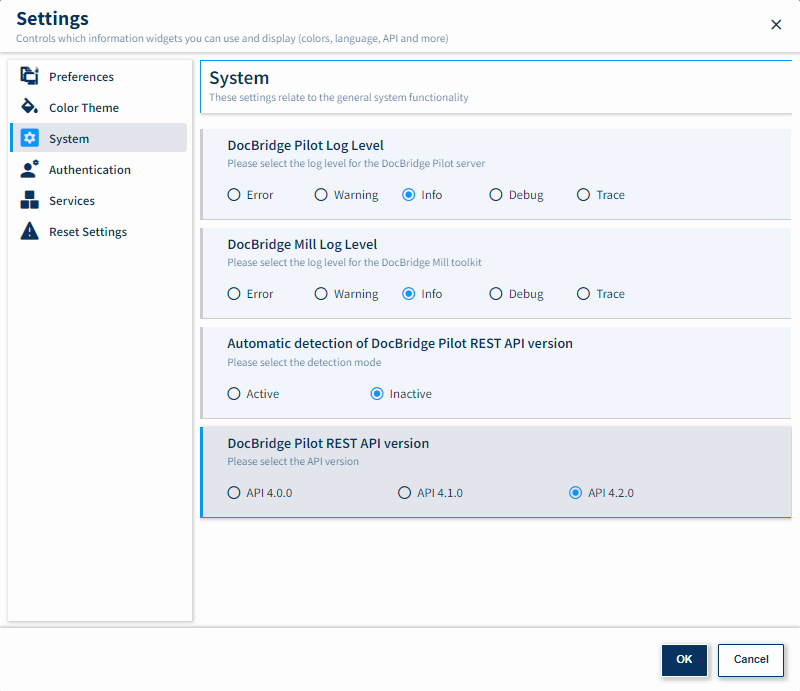 Settings
Controls which information widgets you can use and display (colors, language, API and more)
Preferences
Color Theme
System
Authentication
Services
Reset Settings
System
These settings relate to the general system functionality
DocBridge Pilot Log Level
Please select the log level for the DocBridge Pilot server
Error Warning Info Debug Trace
DocBridge Mill Log Level
Please select the log level for the DocBridge Mill toolkit
Error Warning Info Debug Trace
Automatic detection of DocBridge Pilot REST API version
Please select the detection mode
Active Inactive
DocBridge Pilot REST API version
Please select the API version
API 4.0.0 API 4.1.0 API 4.2.0
OK Cancel